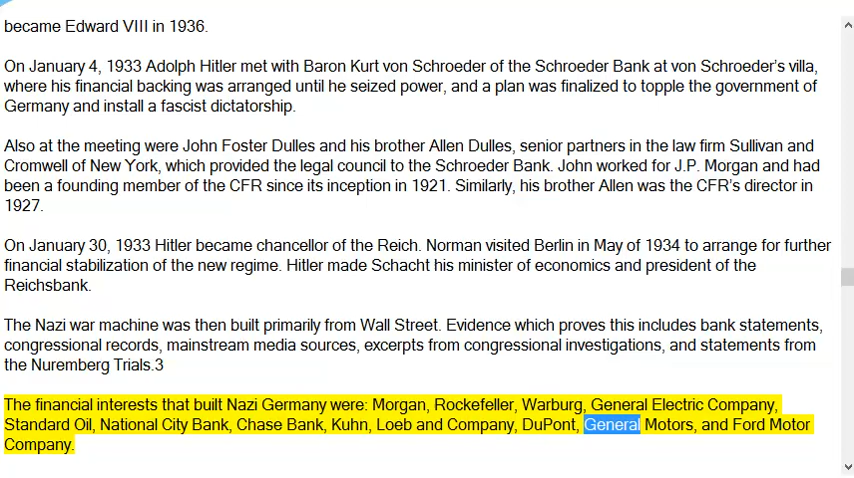 became Edward VIII in 1936.
On January 4, 1933 Adolph Hitler met with Baron Kurt von Schroeder of the Schroeder Bank at von Schroeder's villa,
where his financial backing was arranged until he seized power, and a plan was finalized to topple the government of
Germany and install a fascist dictatorship.
Also at the meeting were John Foster Dulles and his brother Allen Dulles, senior partners in the law firm Sullivan and
Cromwell of New York, which provided the legal council to the Schroeder Bank. John worked for J.P. Morgan and had
been a founding member of the CFR since its inception in 1921. Similarly, his brother Allen was the CFR's director in
1927.
On January 30, 1933 Hitler became chancellor of the Reich. Norman visited Berlin in May of 1934 to arrange for further
financial stabilization of the new regime. Hitler made Schacht his minister of economics and president of the
Reichsbank.
The Nazi war machine was then built primarily from Wall Street. Evidence which proves this includes bank statements,
congressional records, mainstream media sources, excerpts from congressional investigations, and statements from
the Nuremberg Trials.3
The financial interests that built Nazi Germany were: Morgan, Rockefeller, Warburg, General Electric Company,
Standard Oil, National City Bank, Chase Bank, Kuhn, Loeb and Company, DuPont, General Motors, and Ford Motor
Company.